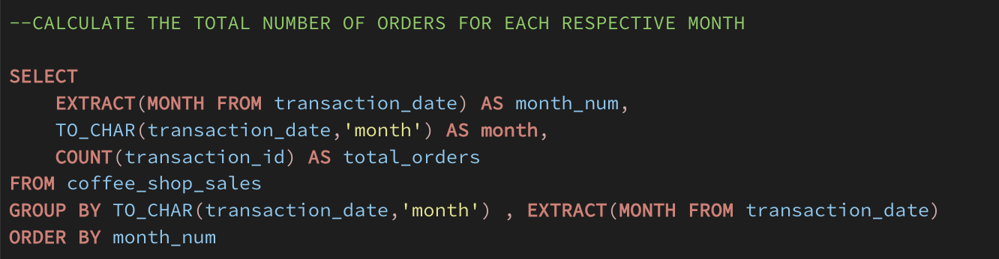 --CALCULATE THE TOTAL NUMBER OF ORDERS FOR EACH RESPECTIVE MONTH
SELECT
    EXTRACT(MONTH FROM transaction_date) AS month_num,
    TO_CHAR(transaction_date,'month') AS month,
    COUNT(transaction_id) AS total_orders
FROM coffee_shop_sales
GROUP BY TO_CHAR(transaction_date,'month') , EXTRACT(MONTH FROM transaction_date)
ORDER BY month_num